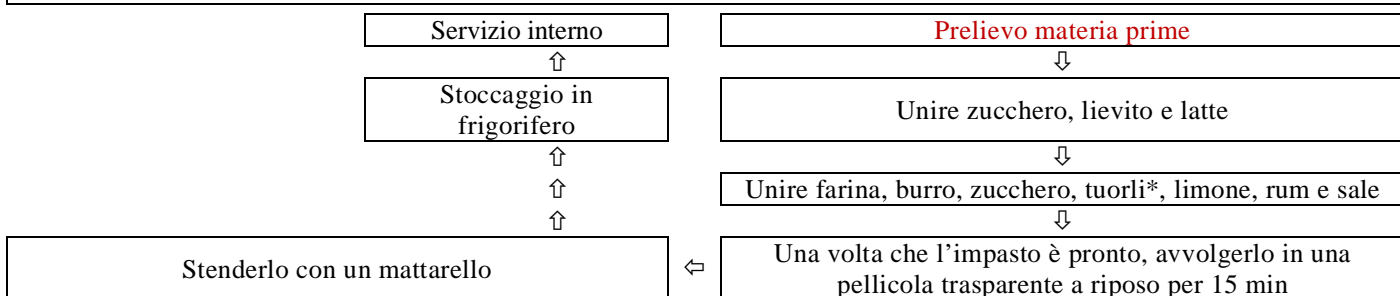 Servizio interno
Prelievo materia prime
⇧
⇩
Stoccaggio in
frigorifero
Unire zucchero, lievito e latte
⇧
⇩
⇧
Unire farina, burro, zucchero, tuorli*, limone, rum e sale
⇧
⇩
Stenderlo con un mattarello
⇦
Una volta che l’impasto è pronto, avvolgerlo in una
pellicola trasparente a riposo per 15 min